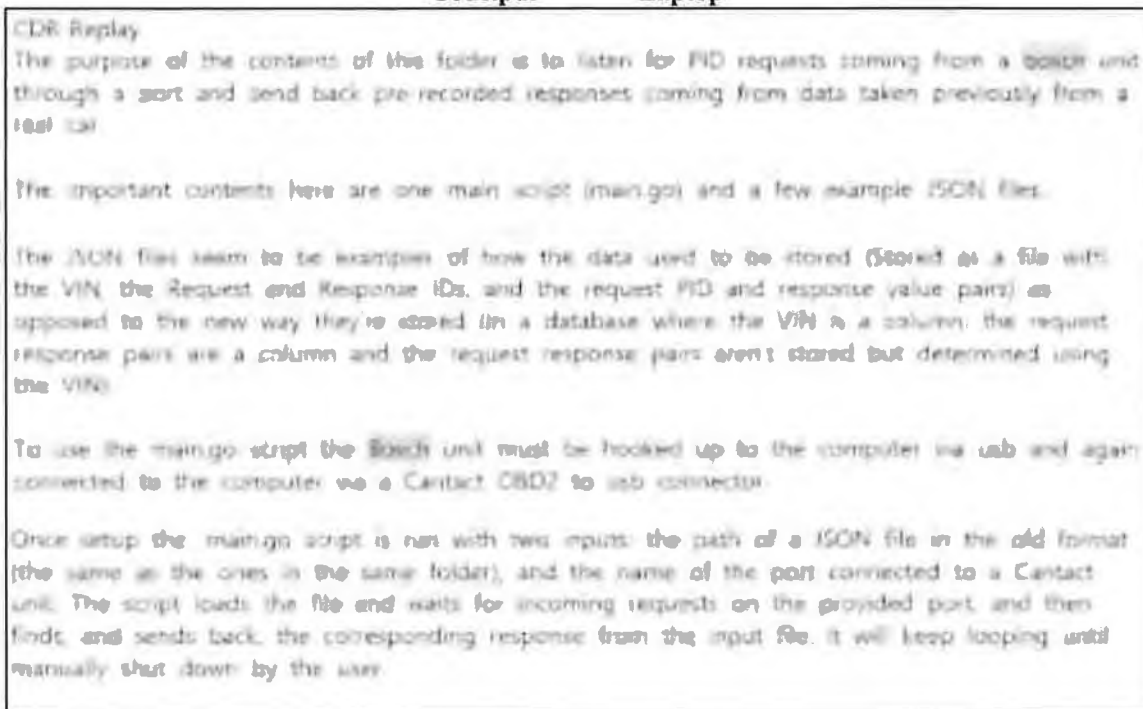 CDR Replay
The purpose of the contents of this folder is to listen for PID requests coming from a bosch unit
through a port and send back pre-recorded responses coming from data taken previously from a
real car.
The important contents here are one main script (main.go) and a few example JSON files.
The JSON files seem to be examples of how the data used to be stored (Stored as a file with
the VIN, the Request and Response IDs, and the request PID and response value pairs) as
opposed to the new way they're stored (in a database where the VIN is a column, the request
response pairs are a column and the request response pairs aren't stored but determined using
the VIN)
To use the main.go script the Bosch unit must be hooked up to the computer via usb and again
connected to the computer via a Cantact OBD2 to usb connector.
Once setup the main.go script is run with two inputs: the path of a JSON file in the old format
(the same as the ones in the same folder), and the name of the port connected to a Cantact
unit. The script loads the file and waits for incoming requests on the provided port, and then
finds, and sends back, the corresponding response from the input file. It will keep looping until
manually shut down by the user.